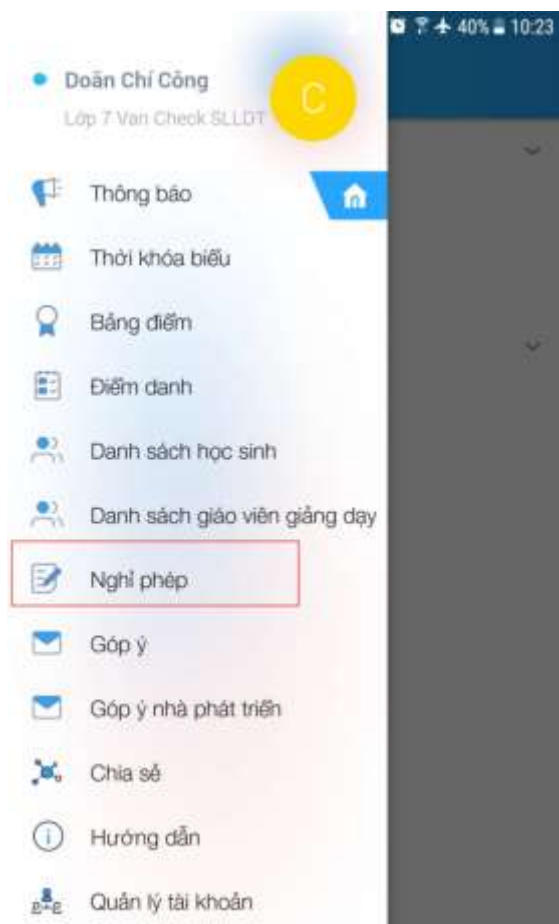 40% 10:23
Doãn Chí Công
C
Lớp 7 Van Check SLLDT
Thông báo
Thời khóa biểu
Bảng điểm
Điểm danh
Danh sách học sinh
Danh sách giáo viên giảng dạy
Nghỉ phép
Góp ý
Góp ý nhà phát triển
Chia sẻ
Hướng dẫn
Quản lý tài khoản